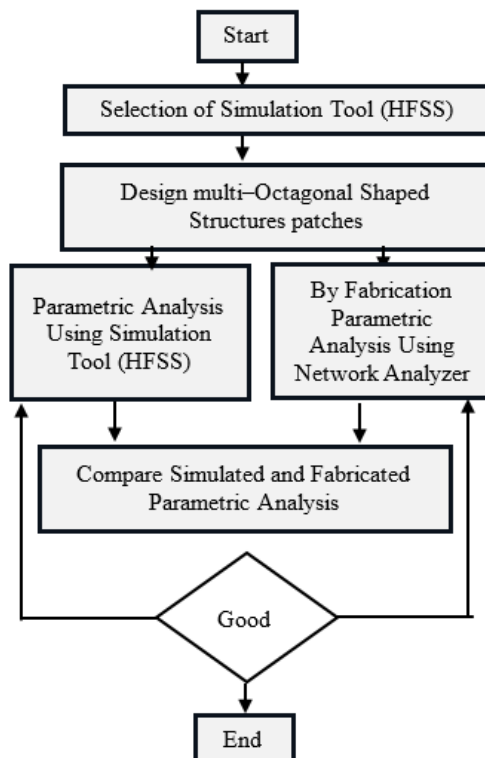 Start
Selection of Simulation Tool (HFSS)
Design multi–Octagonal Shaped
Structures patches
Parametric Analysis
Using Simulation
Tool (HFSS)
By Fabrication
Parametric
Analysis Using
Network Analyzer
Compare Simulated and Fabricated
Parametric Analysis
Good
End